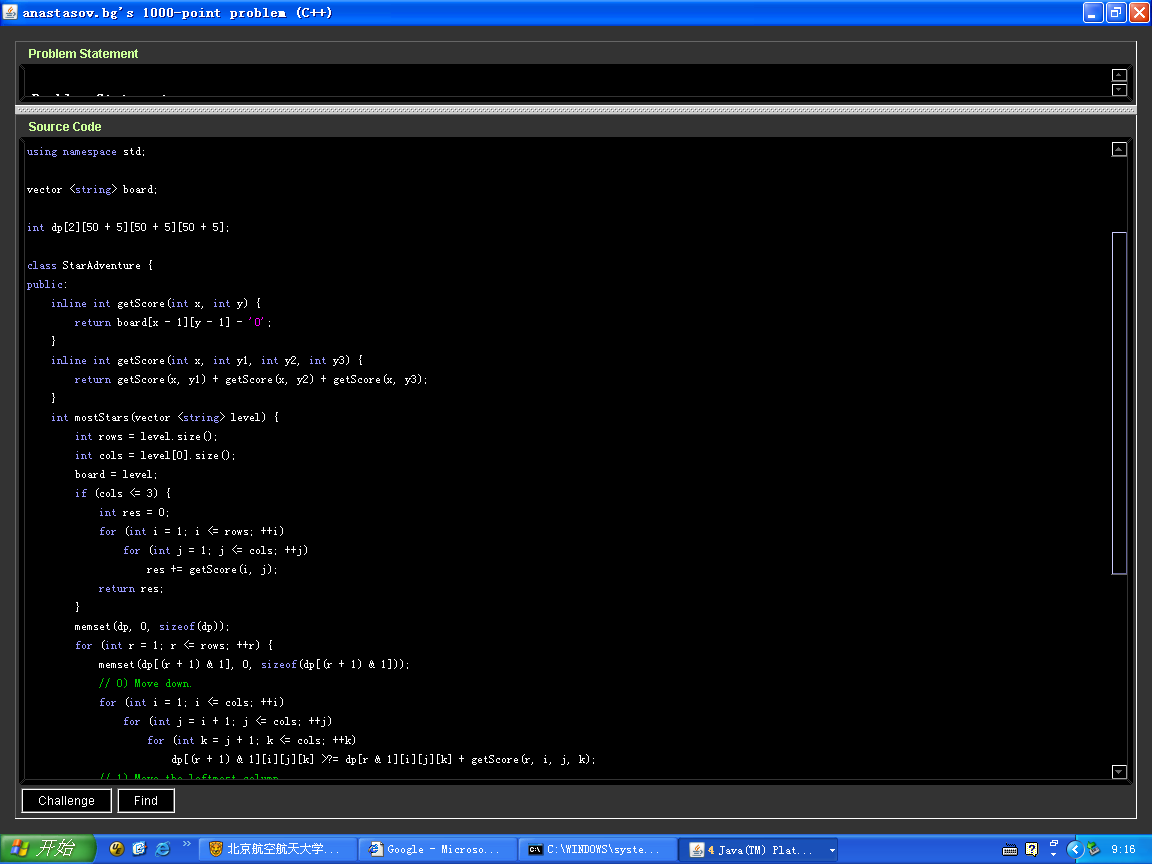 anastasov.bg's 1000-point problem (C++)
Problem Statement
Source Code
using namespace std;
vector <string> board;
int dp[2][50 + 5][50 + 5][50 + 5];
class StarAdventure {
public:
inline int getScore(int x, int y) {
return board[x - 1][y - 1] - '0';
}
inline int getScore(int x, int y1, int y2, int y3) {
return getScore(x, y1) + getScore(x, y2) + getScore(x, y3);
}
int mostStars(vector <string> level) {
int rows = level.size();
int cols = level[0].size();
board = level;
if (cols <= 3) {
int res = 0;
for (int i = 1; i <= rows; ++i)
for (int j = 1; j <= cols; ++j)
res += getScore(i, j);
return res;
}
memset(dp, 0, sizeof(dp));
for (int r = 1; r <= rows; ++r) {
memset(dp[(r + 1) & 1], 0, sizeof(dp[(r + 1) & 1]));
// 0) Move down.
for (int i = 1; i <= cols; ++i)
for (int j = i + 1; j <= cols; ++j)
for (int k = j + 1; k <= cols; ++k)
dp[(r + 1) & 1][i][j][k] >?= dp[r & 1][i][j][k] + getScore(r, i, j, k);
// 1) Move the leftmost column
Challenge Find
开始 北京航空航天大学... Google - Microso... C:\WINDOWS\syste... 4 Java(TM) Plat... 9:16